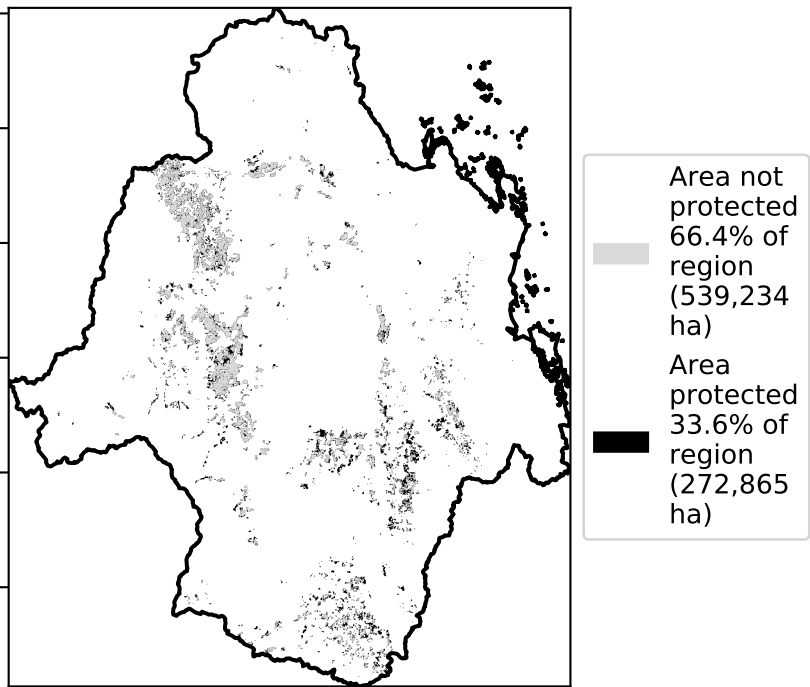 Area not
protected
66.4% of
region
(539,234
ha)
Area
protected
33.6% of
region
(272,865
ha)